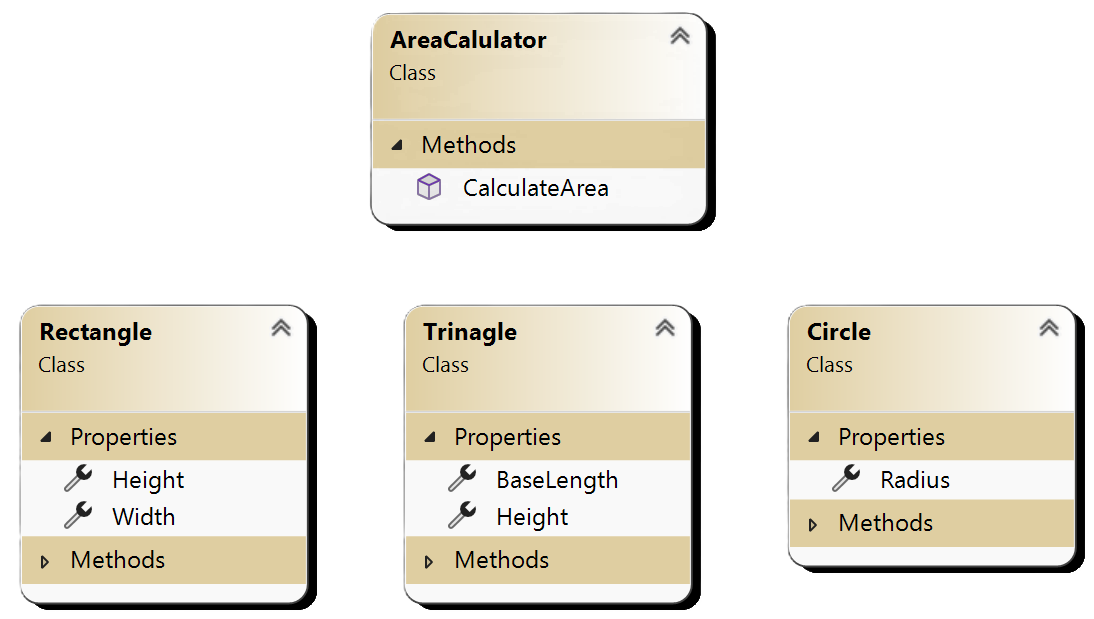 AreaCalulator
Class
Methods
CalculateArea
Rectangle
Class
Properties
Height
Width
Methods
Trinagle
Class
Properties
BaseLength
Height
Methods
Circle
Class
Properties
Radius
Methods